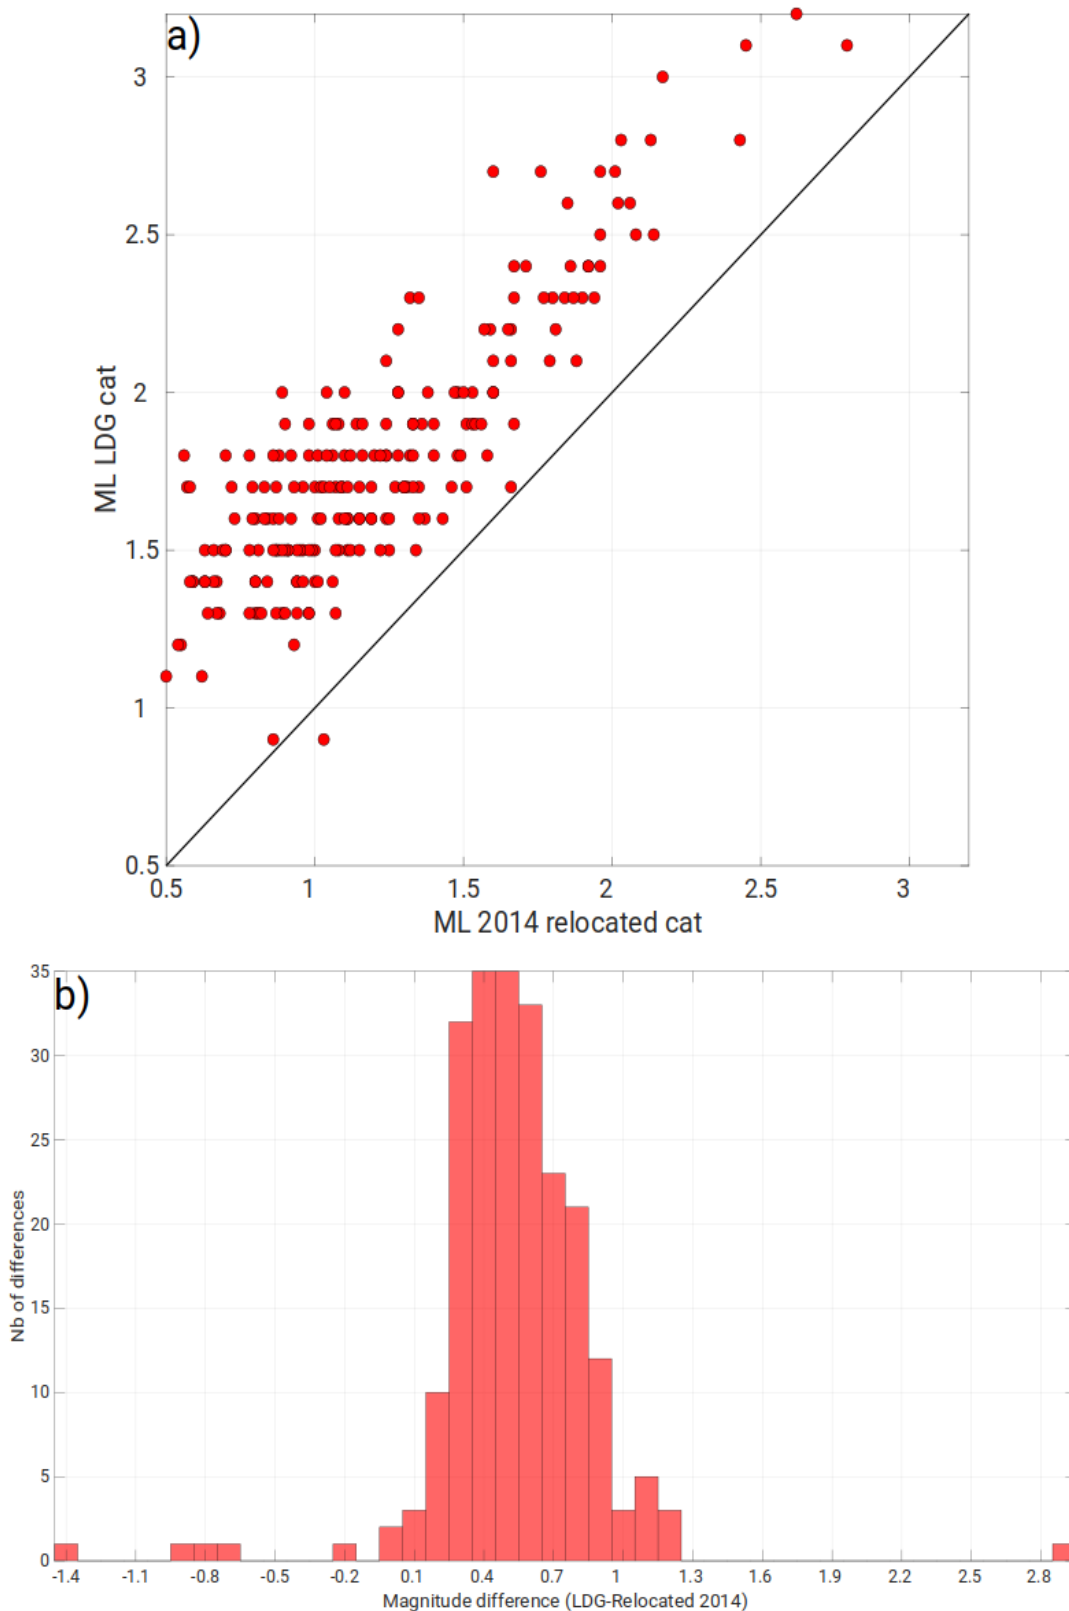 a)
3
2.5
2
1.5
1
0.5
ML LDG cat
0.5 1 1.5 2 2.5 3
ML 2014 relocated cat
b)
35
30
25
20
15
10
5
0
Nb of differences
-1.4 -1.1 -0.8 -0.5 -0.2 0.1 0.4 0.7 1 1.3 1.6 1.9 2.2 2.5 2.8
Magnitude difference (LDG-Relocated 2014)